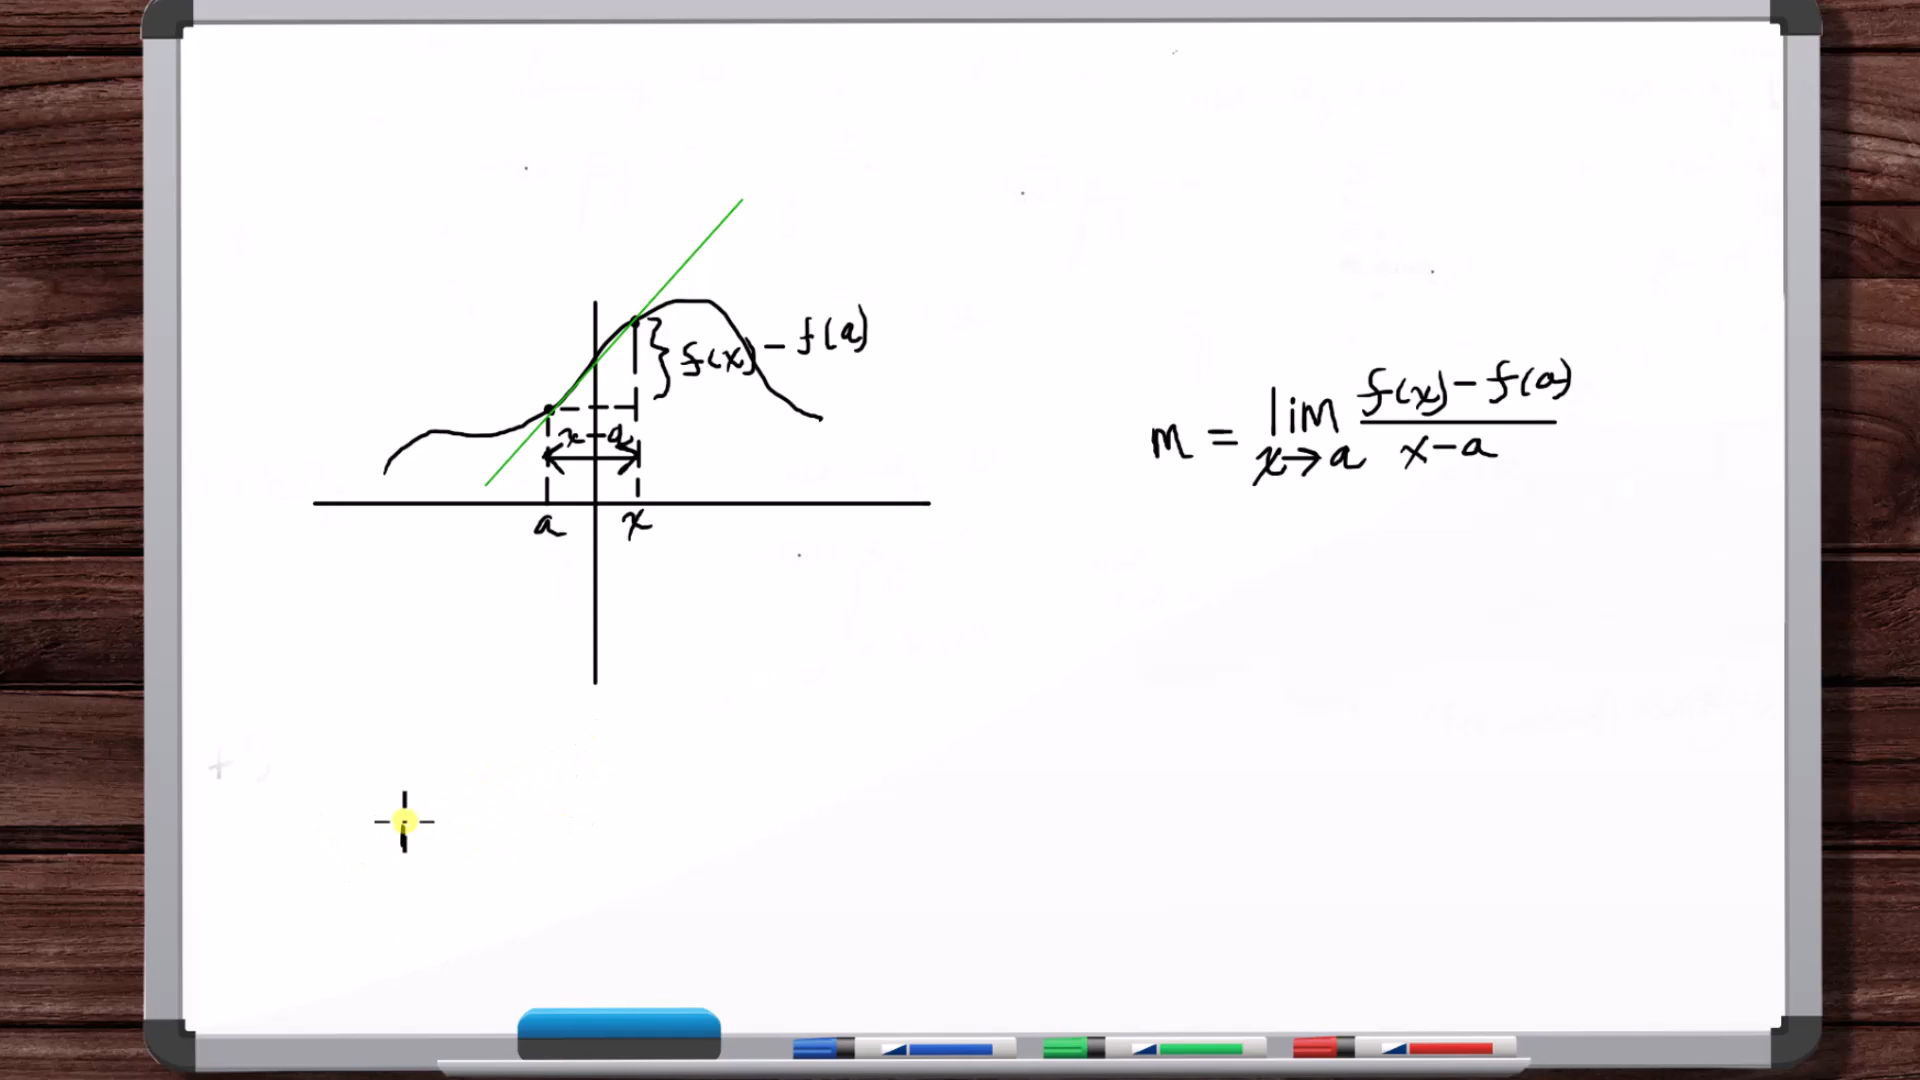 f(x) - f(a)
x-a
a x
m = lim f(x) - f(a)
x→a x-a